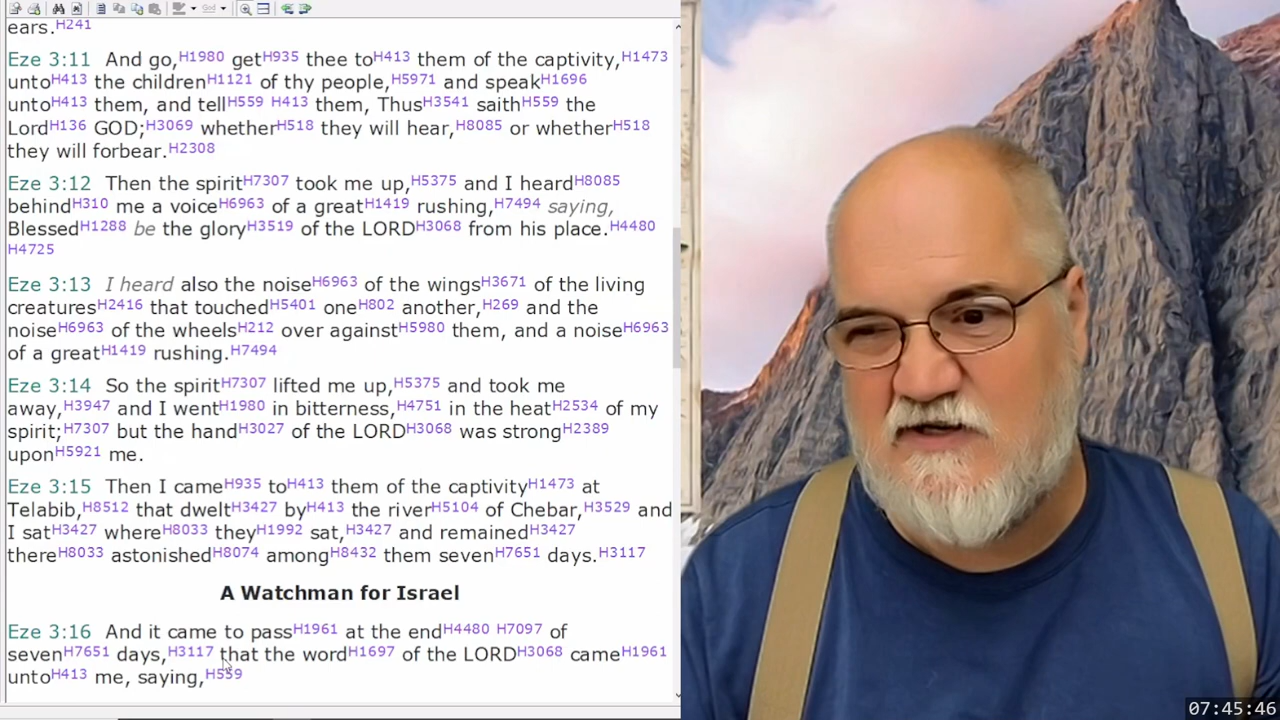 ears.H241
Eze 3:11 And go,H1980 getH935 thee toH413 them of the captivity,H1473
untoH413 the childrenH1121 of thy people,H5971 and speakH1696
untoH413 them, and tellH559 H413 them, ThusH3541 saithH559 the
LordH136 GOD;H3069 whetherH518 they will hear,H8085 or whetherH518
they will forbear.H2308
Eze 3:12 Then the spiritH7307 took me up,H5375 and I heardH8085
behindH310 me a voiceH6963 of a greatH1419 rushing,H7494 saying,
BlessedH1288 be the gloryH3519 of the LORDH3068 from his place.H4480
H4725
Eze 3:13 I heard also the noiseH6963 of the wingsH3671 of the living
creaturesH2416 that touchedH5401 oneH802 another,H269 and the
noiseH6963 of the wheelsH212 over againstH5980 them, and a noiseH6963
of a greatH1419 rushing.H7494
Eze 3:14 So the spiritH7307 lifted me up,H5375 and took me
away,H3947 and I wentH1980 in bitterness,H4751 in the heatH2534 of my
spirit;H7307 but the handH3027 of the LORDH3068 was strongH2389
uponH5921 me.
Eze 3:15 Then I cameH935 toH413 them of the captivityH1473 at
Telabib,H8512 that dweltH3427 byH413 the riverH5104 of Chebar,H3529 and
I satH3427 whereH8033 theyH1992 sat,H3427 and remainedH3427
thereH8033 astonishedH8074 amongH8432 them sevenH7651 days.H3117
A Watchman for Israel
Eze 3:16 And it came to passH1961 at the endH4480 H7097 of
sevenH7651 days,H3117 that the wordH1697 of the LORDH3068 cameH1961
untoH413 me, saying,H559
07:45:46